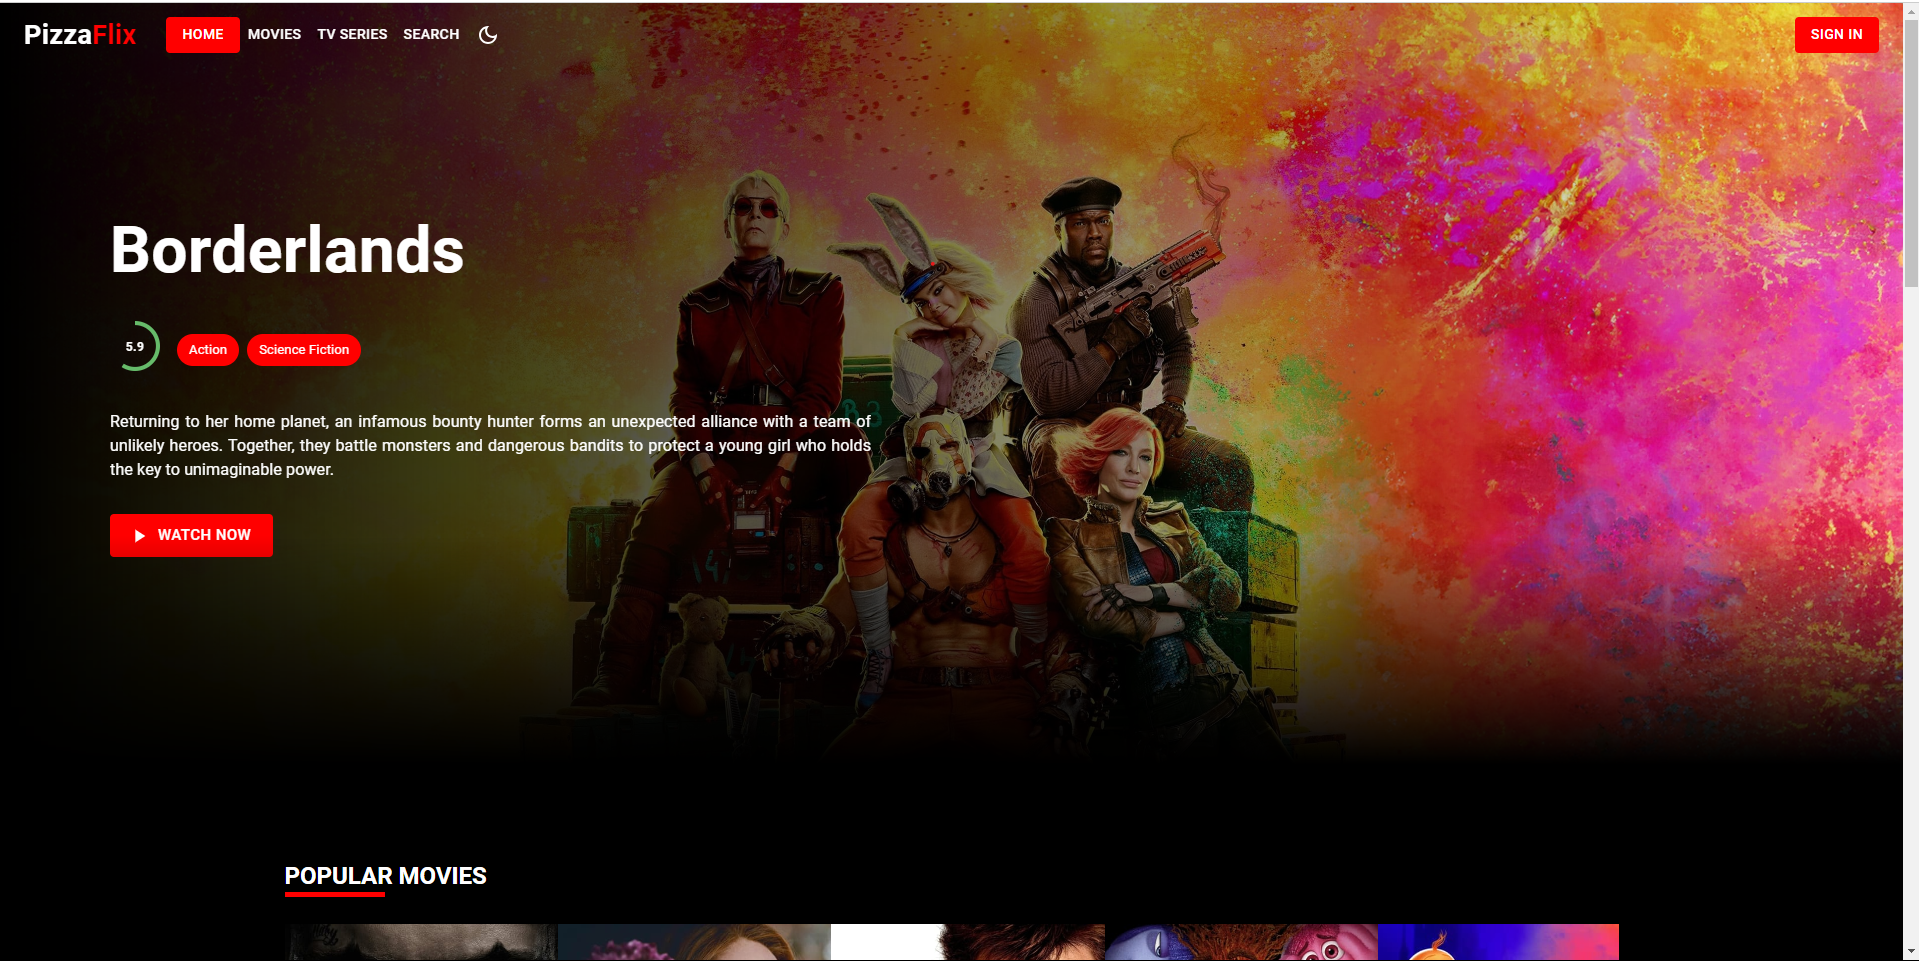 PizzaFlix
HOME
MOVIES
TV SERIES
SEARCH
SIGN IN
Borderlands
5.9
Action
Science Fiction
Returning to her home planet, an infamous bounty hunter forms an unexpected alliance with a team of
unlikely heroes. Together, they battle monsters and dangerous bandits to protect a young girl who holds
the key to unimaginable power.
WATCH NOW
POPULAR MOVIES